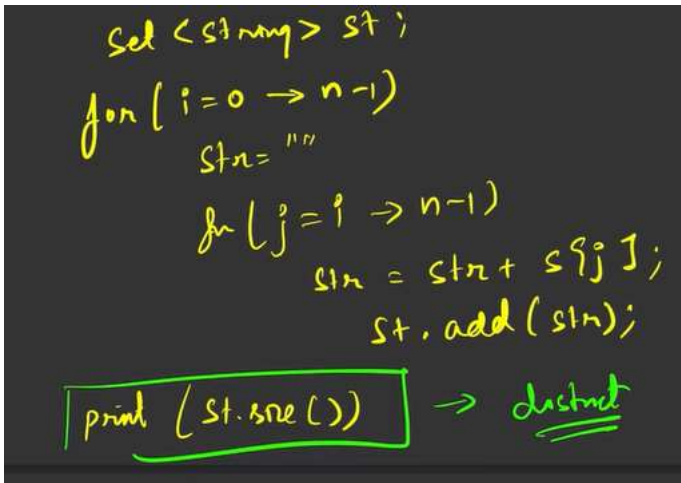 set <string> st;
for (i=0 → n-1)
str= ""
for (j=i → n-1)
str = str + s[j];
st.add(str);
print (st.size()) → distinct